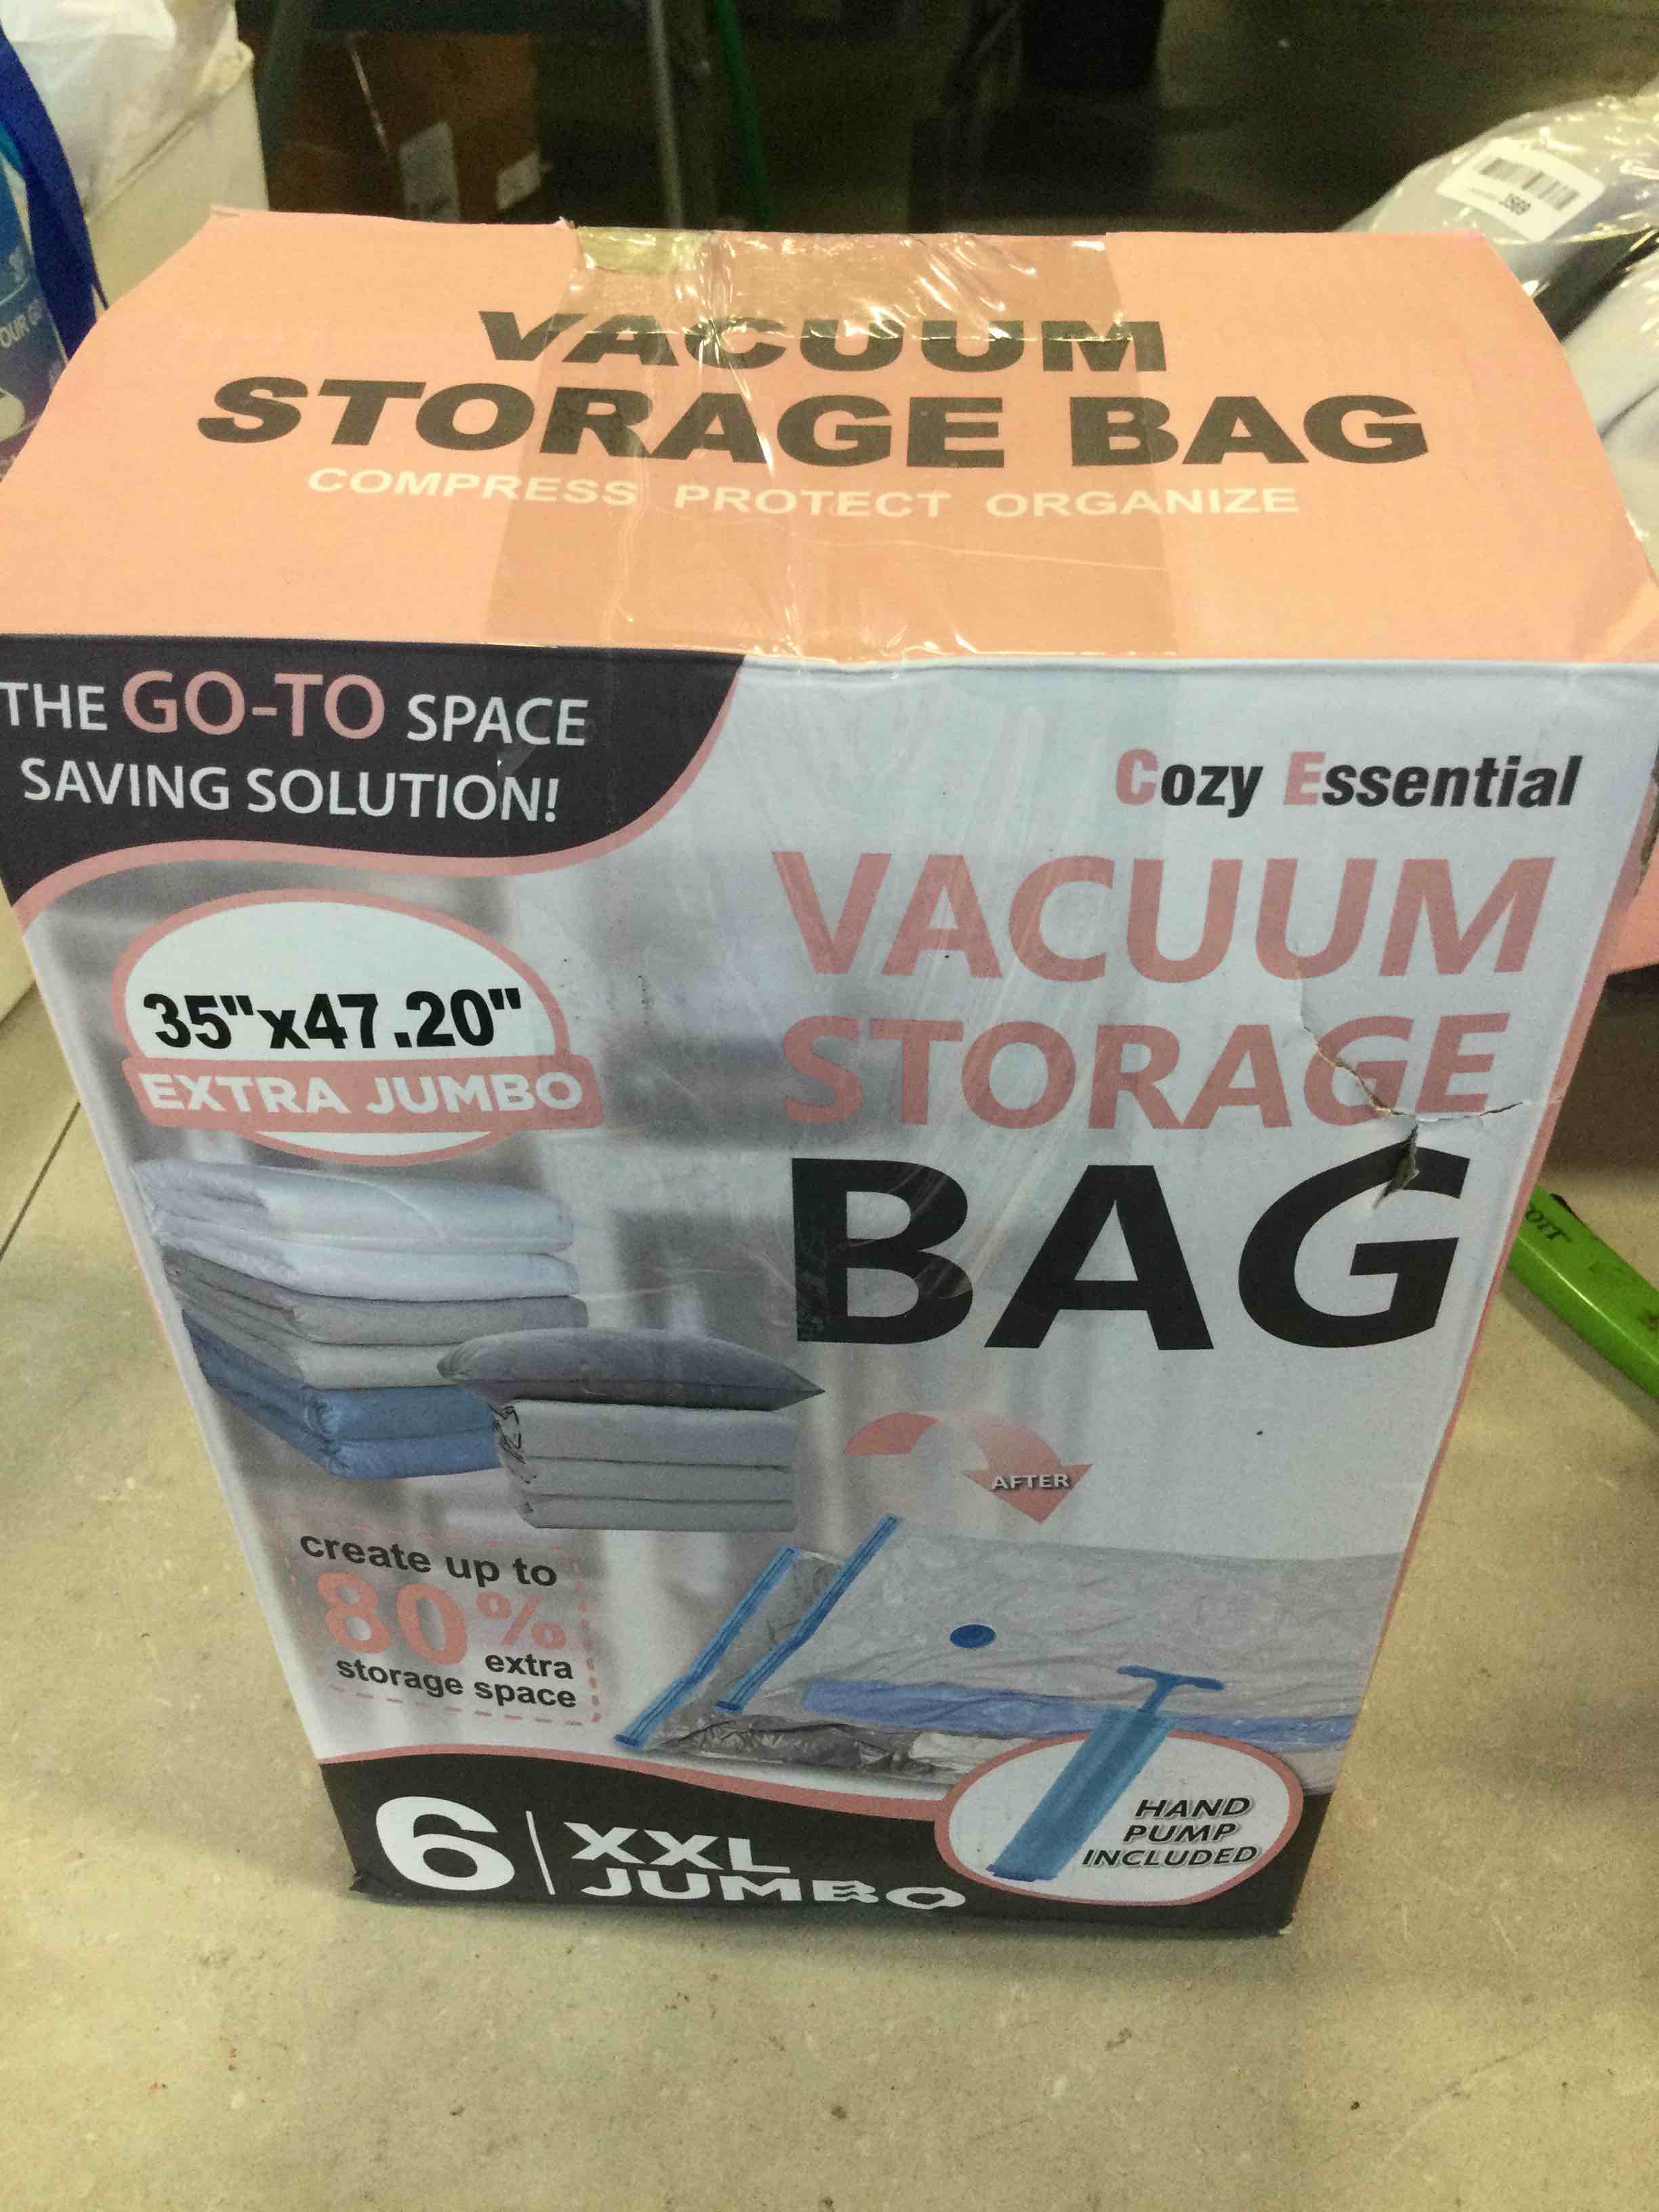 VACUUM
STORAGE BAG
COMPRESS PROTECT ORGANIZE
THE GO-TO SPACE
SAVING SOLUTION!
Cozy Essential
VACUUM
STORAGE
BAG
35"x47.20"
EXTRA JUMBO
AFTER
create up to
80%
extra
storage space
6 | XXL
JUMBO
HAND
PUMP
INCLUDED
3509